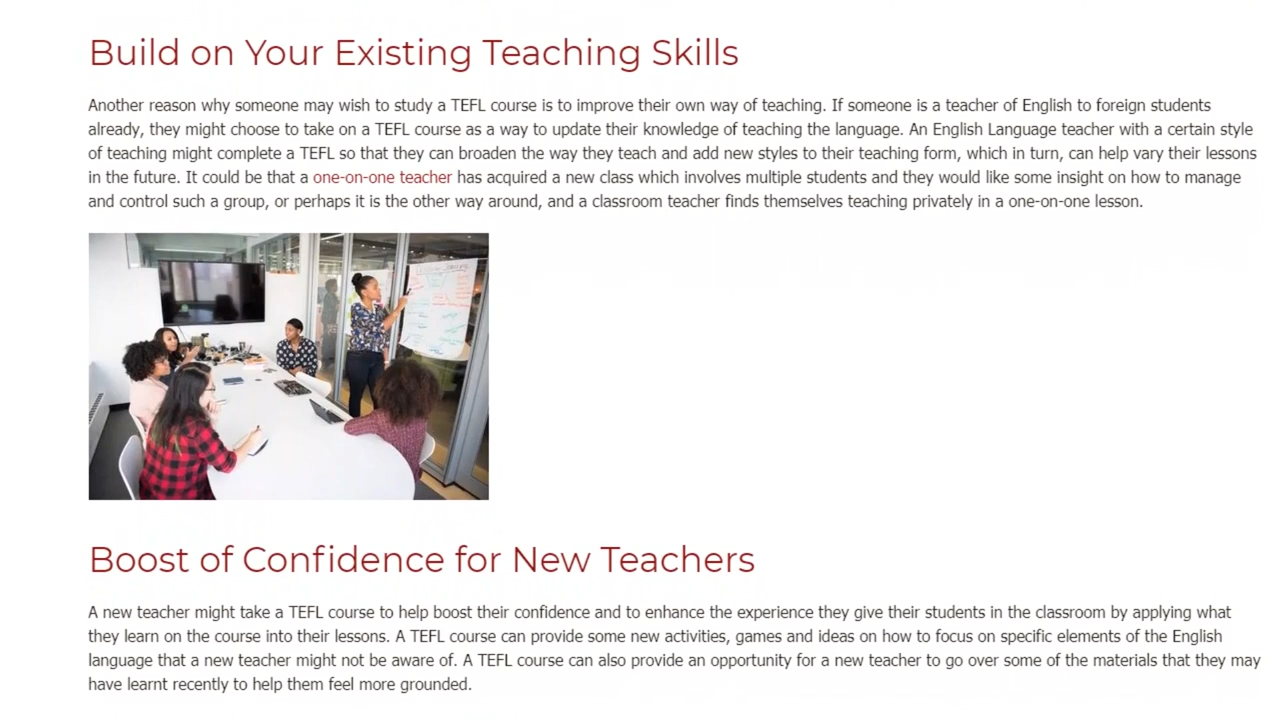 Build on Your Existing Teaching Skills
Another reason why someone may wish to study a TEFL course is to improve their own way of teaching. If someone is a teacher of English to foreign students
already, they might choose to take on a TEFL course as a way to update their knowledge of teaching the language. An English Language teacher with a certain style
of teaching might complete a TEFL so that they can broaden the way they teach and add new styles to their teaching form, which in turn, can help vary their lessons
in the future. It could be that a one-on-one teacher has acquired a new class which involves multiple students and they would like some insight on how to manage
and control such a group, or perhaps it is the other way around, and a classroom teacher finds themselves teaching privately in a one-on-one lesson.
Boost of Confidence for New Teachers
A new teacher might take a TEFL course to help boost their confidence and to enhance the experience they give their students in the classroom by applying what
they learn on the course into their lessons. A TEFL course can provide some new activities, games and ideas on how to focus on specific elements of the English
language that a new teacher might not be aware of. A TEFL course can also provide an opportunity for a new teacher to go over some of the materials that they may
have learnt recently to help them feel more grounded.